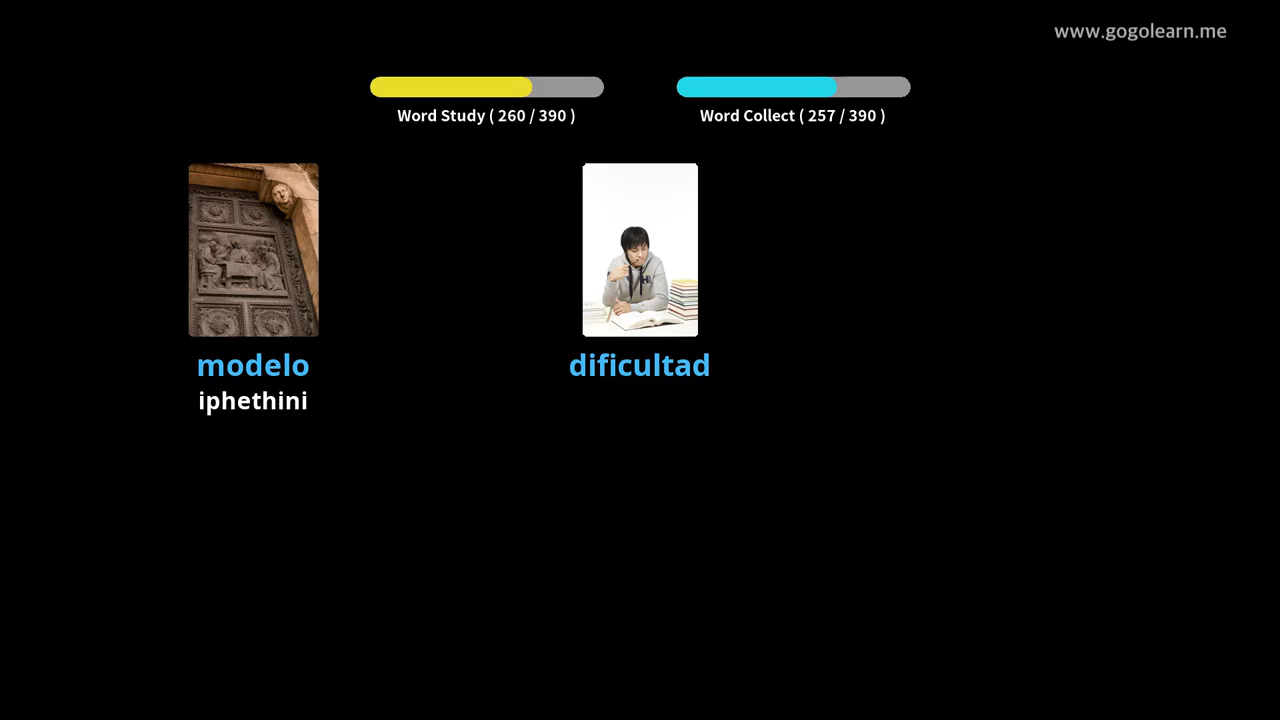 www.gogolearn.me
Word Study ( 260 / 390 )
Word Collect ( 257 / 390 )
modelo
iphethini
dificultad